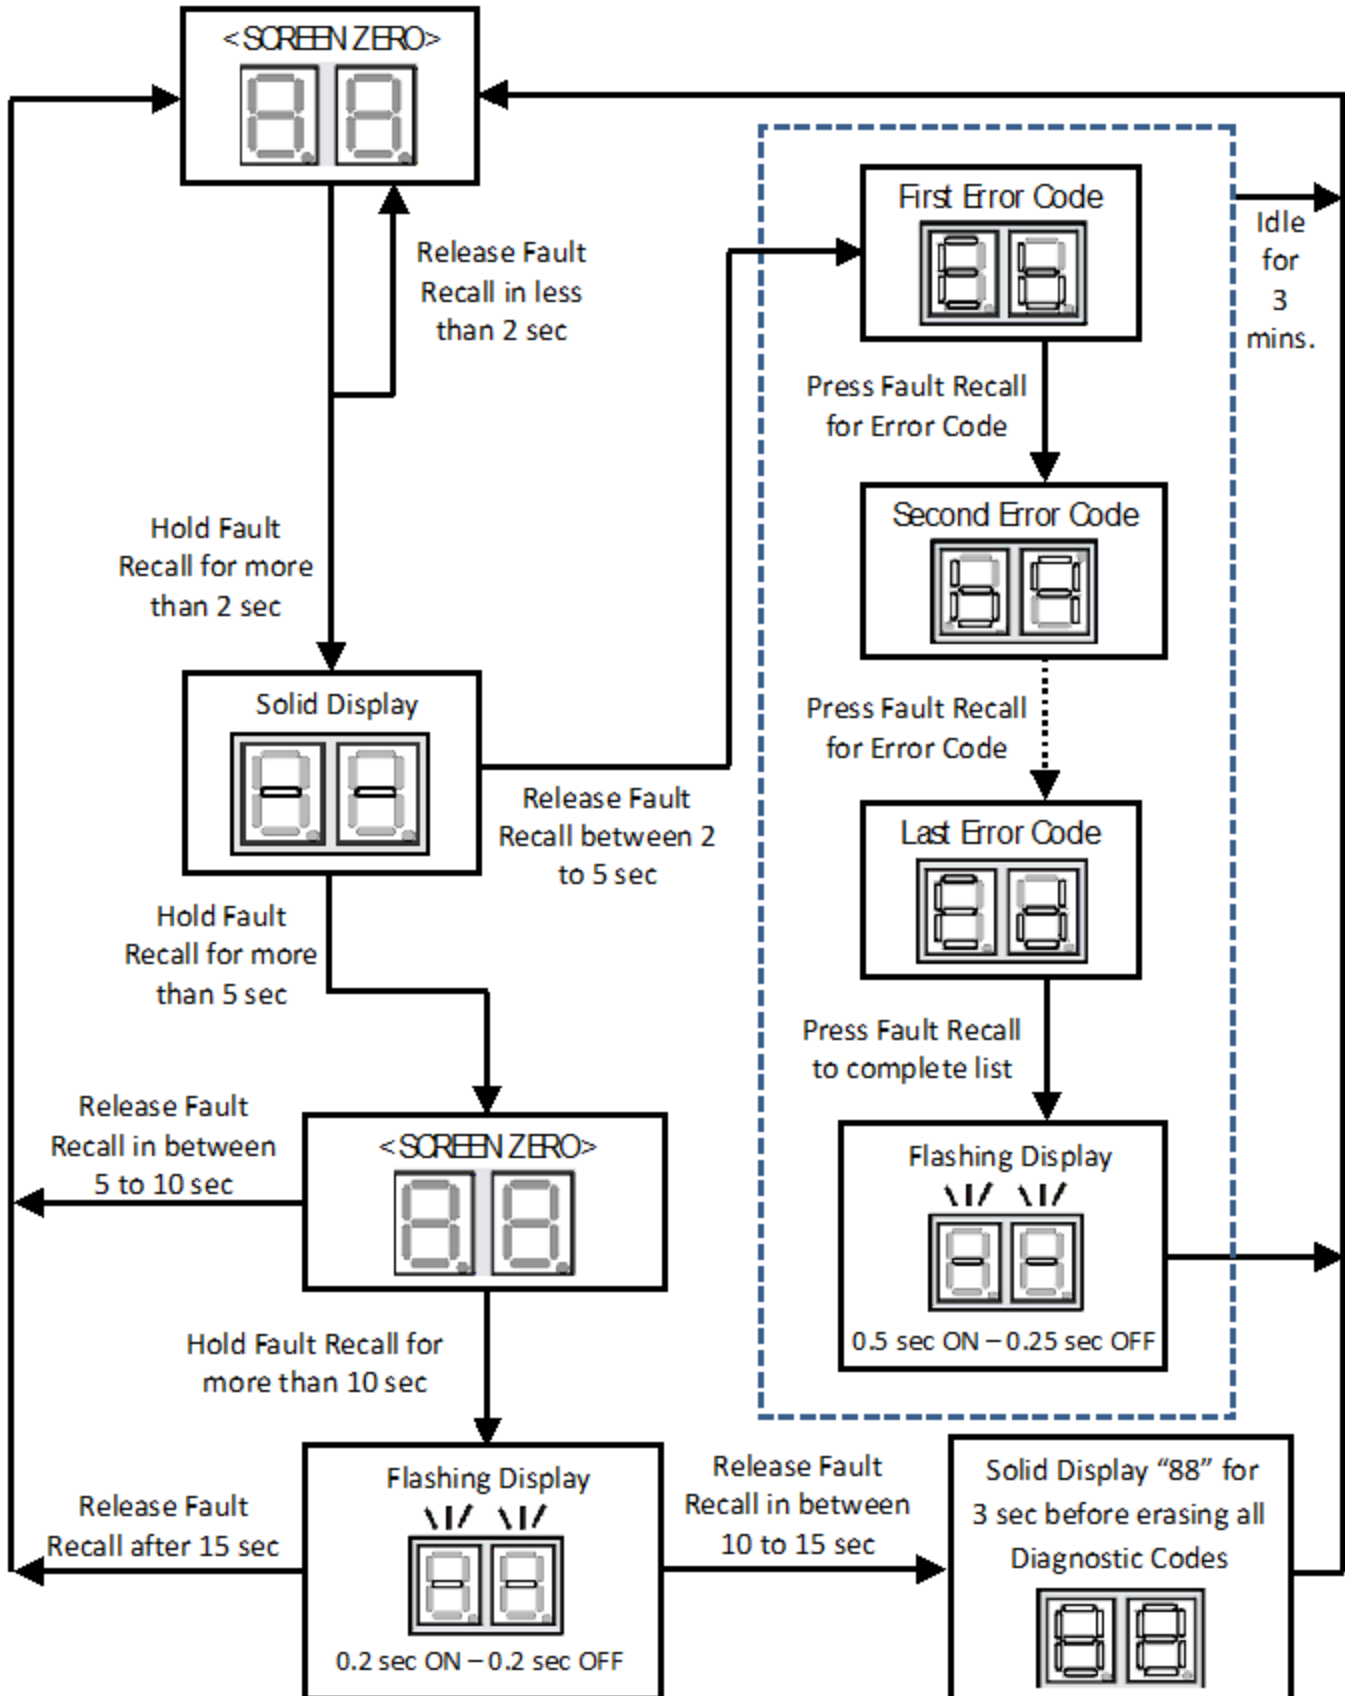 <SCREEN ZERO>
Release Fault
Recall in less
than 2 sec
Hold Fault
Recall for more
than 2 sec
Solid Display
Release Fault
Recall between 2
to 5 sec
Hold Fault
Recall for more
than 5 sec
Release Fault
Recall in between
5 to 10 sec
<SCREEN ZERO>
Hold Fault Recall for
more than 10 sec
Release Fault
Recall after 15 sec
Flashing Display
0.2 sec ON – 0.2 sec OFF
Release Fault
Recall in between
10 to 15 sec
First Error Code
Press Fault Recall
for Error Code
Second Error Code
Press Fault Recall
for Error Code
Last Error Code
Press Fault Recall
to complete list
Flashing Display
0.5 sec ON – 0.25 sec OFF
Idle
for
3
mins.
Solid Display “88” for
3 sec before erasing all
Diagnostic Codes
88